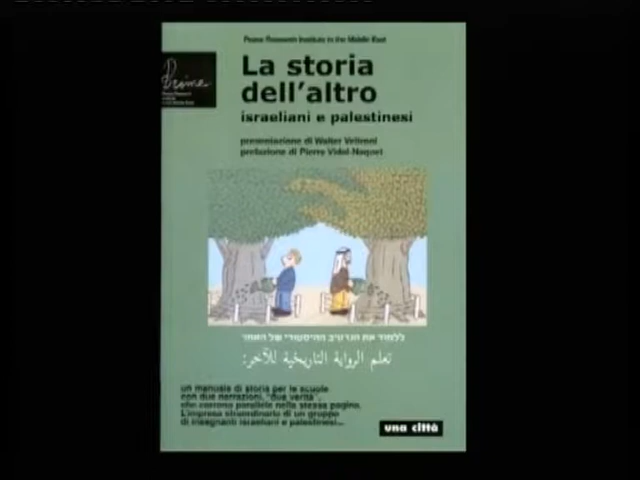 Peace Research Institute in the Middle East
Prime
La storia
dell'altro
israeliani e palestinesi
presentazione di Walter Veltroni
prefazione di Pierre Vidal-Naquet
ללמוד את הנרטיב ההיסטורי של האחר
تعلم الرواية التاريخية للآخر:
un manuale di storia per le scuole
con due narrazioni, "due verità",
che corrono parallele nella stessa pagina.
L'impresa straordinaria di un gruppo
di insegnanti israeliani e palestinesi...
una città